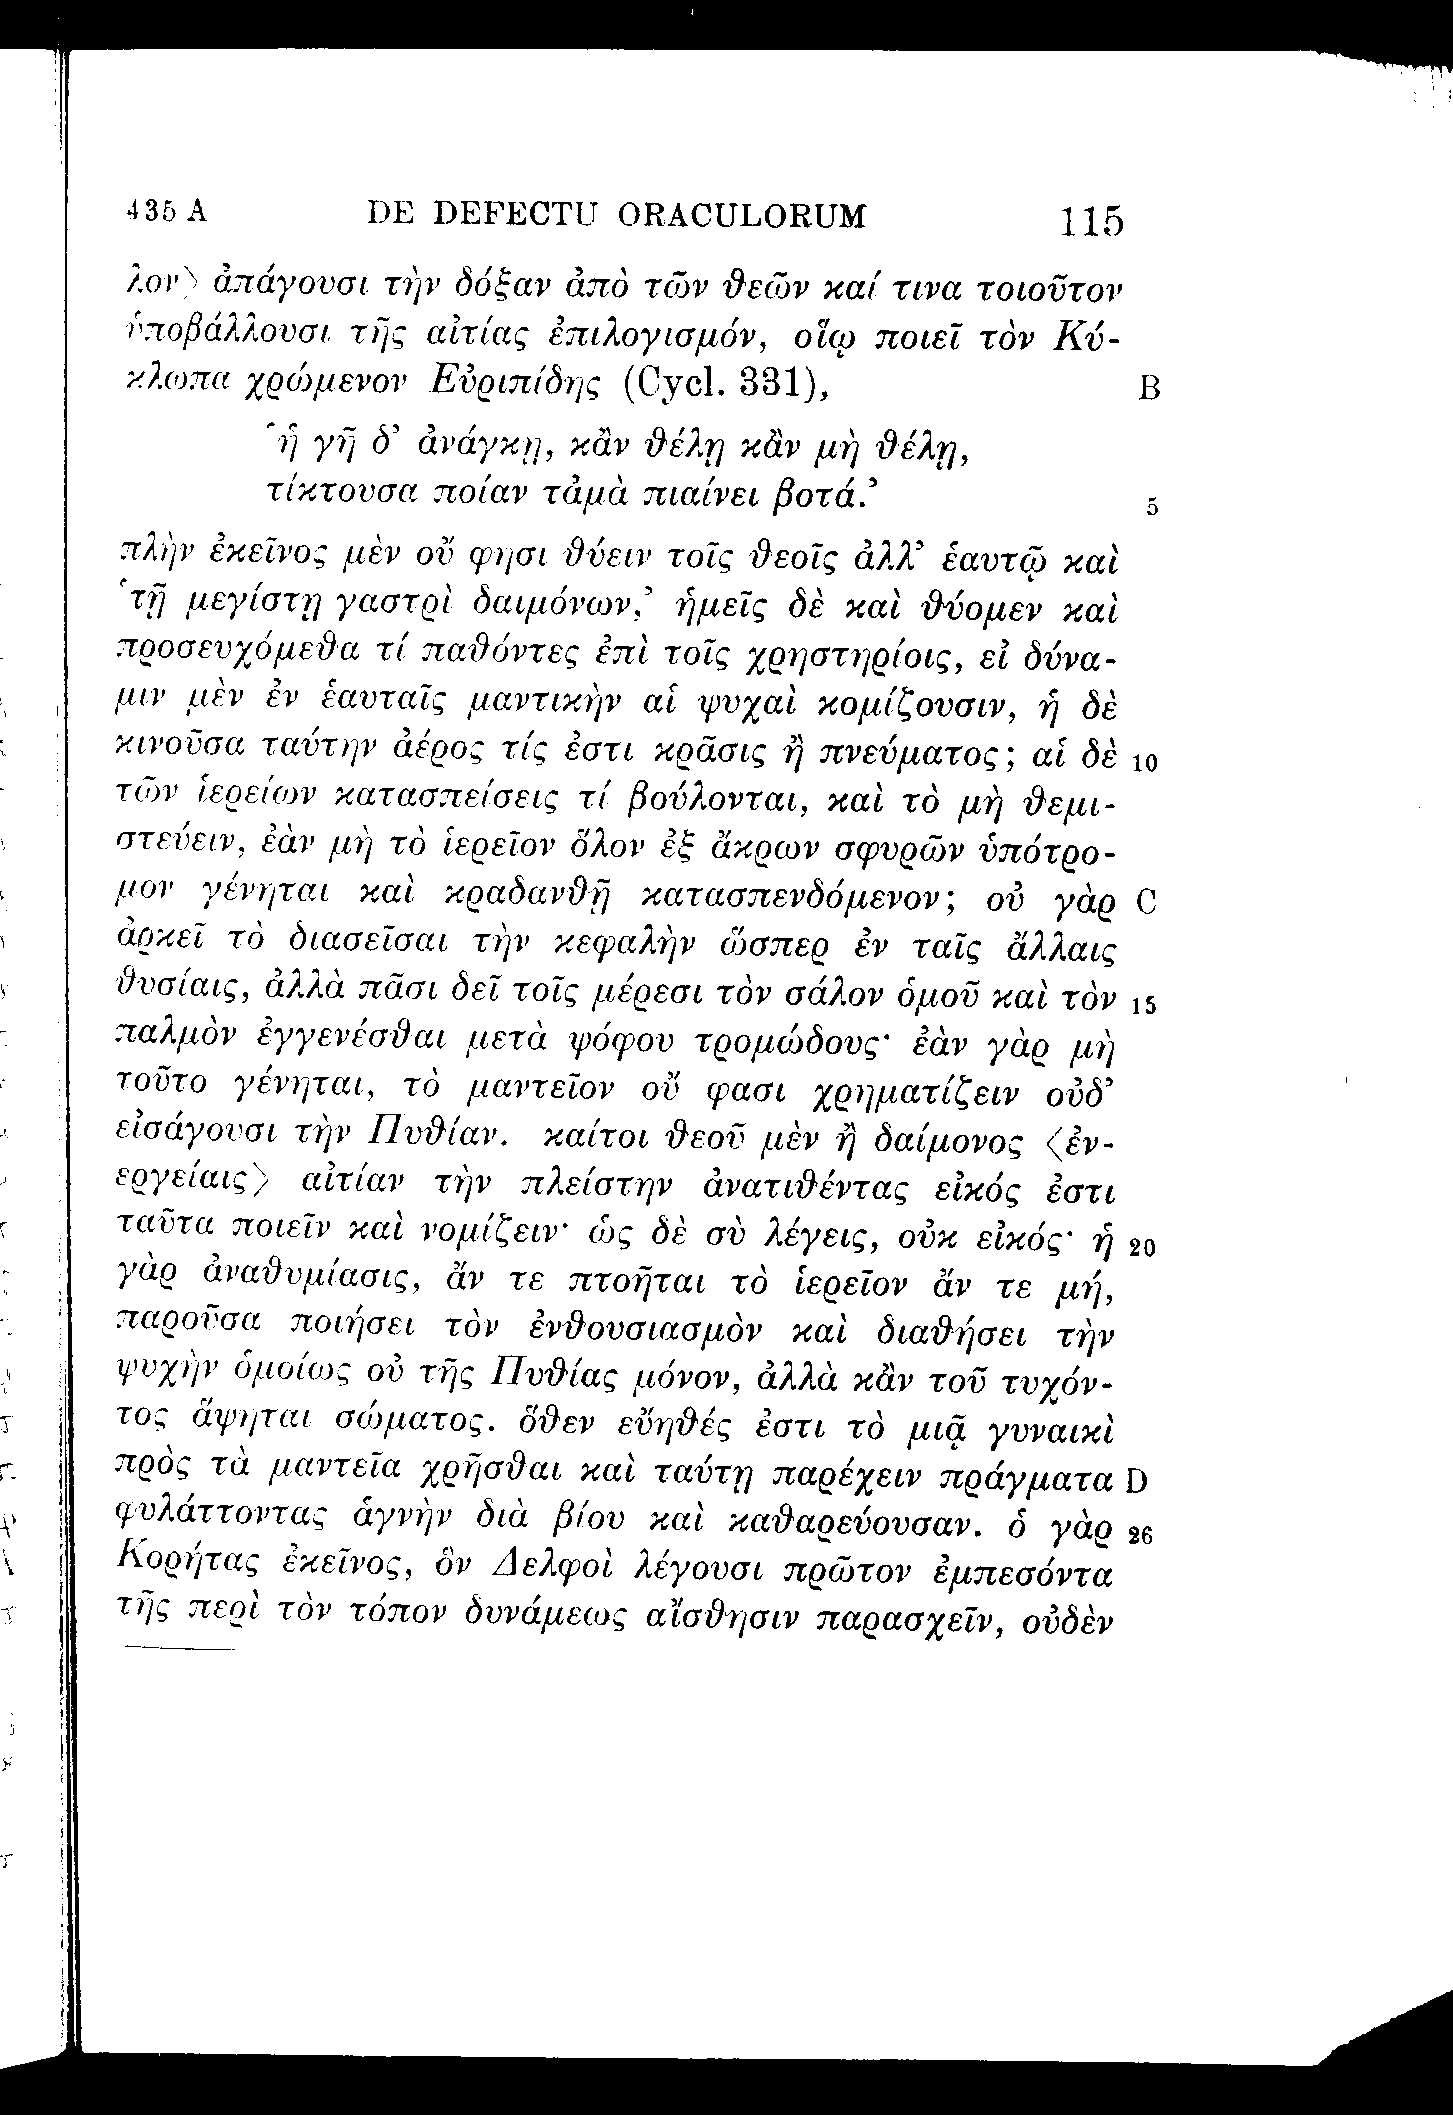 435 A DE DEFECTU ORACULORUM 115
λον〉 ἀπάγουσι τὴν δόξαν ἀπὸ τῶν θεῶν καί τινα τοιοῦτον
ὑποβάλλουσι τῆς αἰτίας ἐπιλογισμόν, οἵῳ ποιεῖ τὸν Κύ-
κλωπα χρώμενον Εὐριπίδης (Cycl. 331), B
‘ἡ γῆ δ’ ἀνάγκῃ, κἂν θέλῃ κἂν μὴ θέλῃ,
τίκτουσα ποίαν τἀμὰ πιαίνει βοτά.’ 5
πλὴν ἐκεῖνος μὲν οὔ φησι θύειν τοῖς θεοῖς ἀλλ’ ἑαυτῷ καὶ
‘τῇ μεγίστῃ γαστρὶ δαιμόνων,’ ἡμεῖς δὲ καὶ θύομεν καὶ
προσευχόμεθα τί παθόντες ἐπὶ τοῖς χρηστηρίοις, εἰ δύνα-
μιν μὲν ἐν ἑαυταῖς μαντικὴν αἱ ψυχαὶ κομίζουσιν, ἡ δὲ
κινοῦσα ταύτην ἀέρος τίς ἐστι κρᾶσις ἢ πνεύματος; αἱ δὲ 10
τῶν ἱερείων κατασπείσεις τί βούλονται, καὶ τὸ μὴ θεμι-
στεύειν, ἐὰν μὴ τὸ ἱερεῖον ὅλον ἐξ ἄκρων σφυρῶν ὑπότρο-
μον γένηται καὶ κραδανθῇ κατασπενδόμενον; οὐ γὰρ C
ἀρκεῖ τὸ διασεῖσαι τὴν κεφαλὴν ὥσπερ ἐν ταῖς ἄλλαις
θυσίαις, ἀλλὰ πᾶσι δεῖ τοῖς μέρεσι τὸν σάλον ὁμοῦ καὶ τὸν 15
παλμὸν ἐγγενέσθαι μετὰ ψόφου τρομώδους· ἐὰν γὰρ μὴ
τοῦτο γένηται, τὸ μαντεῖον οὔ φασι χρηματίζειν οὐδ’
εἰσάγουσι τὴν Πυθίαν. καίτοι θεοῦ μὲν ἢ δαίμονος 〈ἐν-
εργείαις〉 αἰτίαν τὴν πλείστην ἀνατιθέντας εἰκός ἐστι
ταῦτα ποιεῖν καὶ νομίζειν· ὡς δὲ σὺ λέγεις, οὐκ εἰκός· ἡ 20
γὰρ ἀναθυμίασις, ἄν τε πτοῆται τὸ ἱερεῖον ἄν τε μή,
παροῦσα ποιήσει τὸν ἐνθουσιασμὸν καὶ διαθήσει τὴν
ψυχὴν ὁμοίως οὐ τῆς Πυθίας μόνον, ἀλλὰ κἂν τοῦ τυχόν-
τος ἅψηται σώματος. ὅθεν εὔηθές ἐστι τὸ μιᾷ γυναικὶ
πρὸς τὰ μαντεῖα χρῆσθαι καὶ ταύτῃ παρέχειν πράγματα D
φυλάττοντας ἁγνὴν διὰ βίου καὶ καθαρεύουσαν. ὁ γὰρ 26
Κορήτας ἐκεῖνος, ὃν Δελφοὶ λέγουσι πρῶτον ἐμπεσόντα
τῆς περὶ τὸν τόπον δυνάμεως αἴσθησιν παρασχεῖν, οὐδὲν